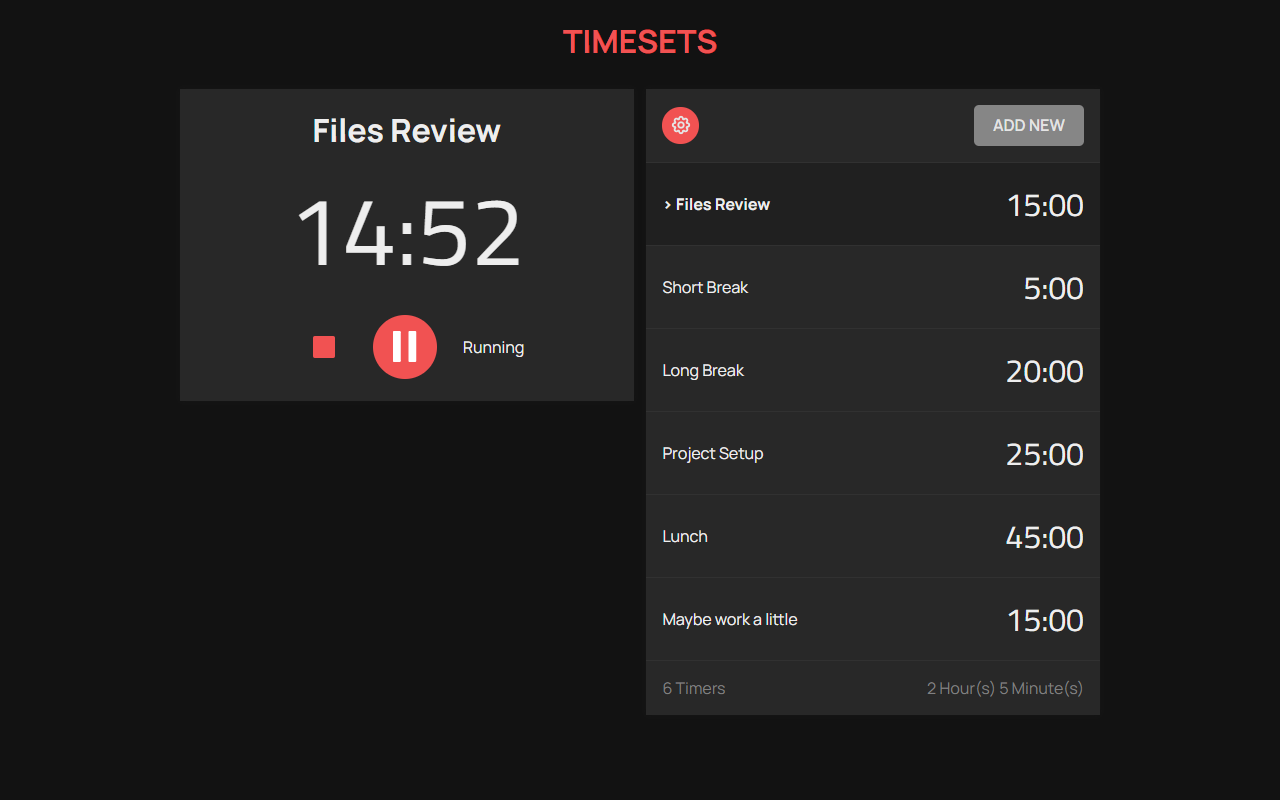 TIMESETS
Files Review
14:52
Running
ADD NEW
› Files Review 15:00
Short Break 5:00
Long Break 20:00
Project Setup 25:00
Lunch 45:00
Maybe work a little 15:00
6 Timers 2 Hour(s) 5 Minute(s)